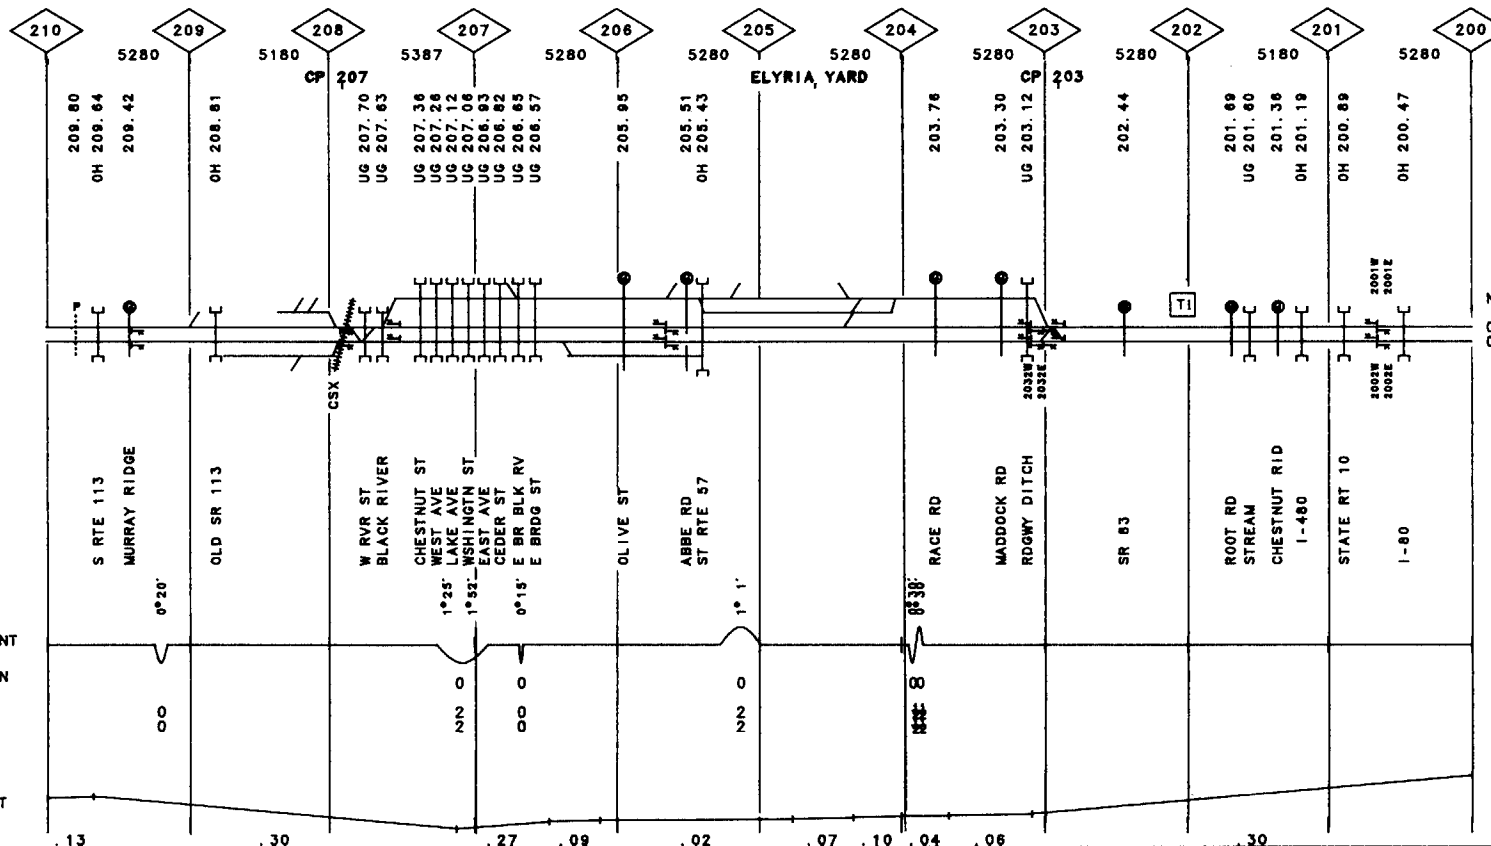 210 209 208 207 206 205 204 203 202 201 200
5280 5180 5387 5280 5280 5280 5280 5280 5180 5280
CP 207 ELYRIA YARD CP 203
209.80
OH 209.64
209.42
OH 208.81
UG 207.70
UG 207.63
UG 207.36
UG 207.26
UG 207.12
UG 207.06
UG 206.93
UG 206.82
UG 206.65
UG 206.57
205.95
205.51
OH 205.43
203.76
203.30
UG 203.12
202.44
201.69
UG 201.60
201.36
OH 201.19
OH 200.89
OH 200.47
P
T1
2001W
2001E
CSX
2032W
2032E
2002W
2002E
S RTE 113
MURRAY RIDGE
OLD SR 113
W RVR ST
BLACK RIVER
CHESTNUT ST
WEST AVE
LAKE AVE
WSHINGTN ST
EAST AVE
CEDER ST
E BR BLK RV
E BRDG ST
OLIVE ST
ABBE RD
ST RTE 57
RACE RD
MADDOCK RD
RDGWY DITCH
SR 83
ROOT RD
STREAM
CHESTNUT RID
I-480
STATE RT 10
I-80
0°20'
1°25'
1°52'
0°15'
1° 1'
NT
N
0 0 0 00
0 2 0 2
0 2 0 2
T
.13 .30 .27 .09 .02 .07 .10 .04 .06 .30